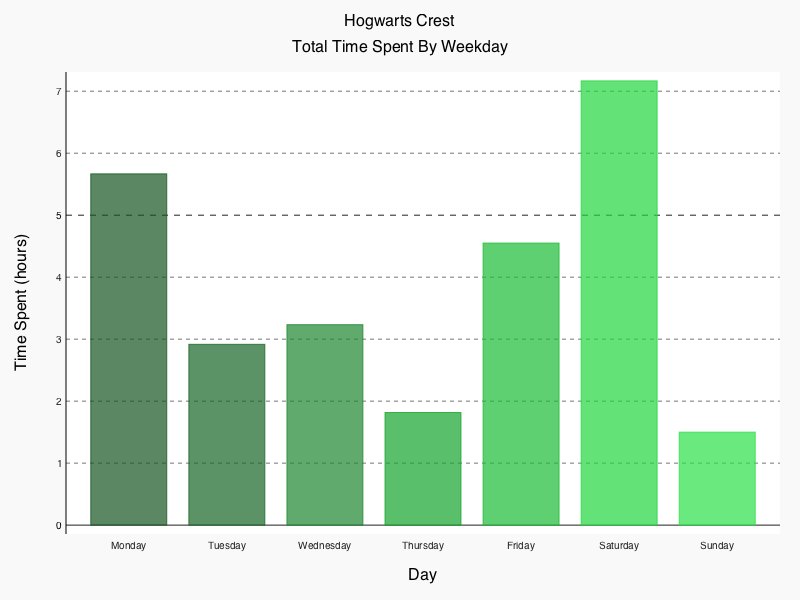 Hogwarts Crest
Total Time Spent By Weekday
Time Spent (hours)
7
6
5
4
3
2
1
0
Monday Tuesday Wednesday Thursday Friday Saturday Sunday
Day